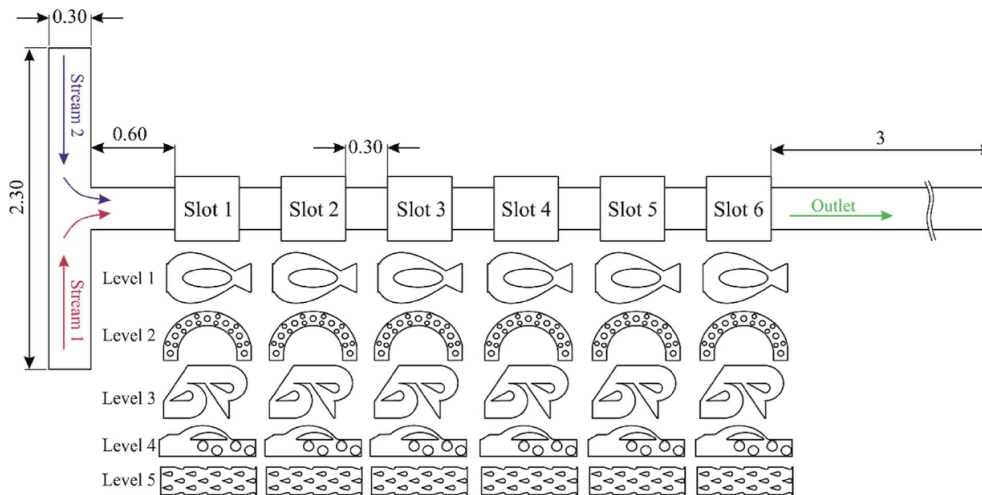 0.30
Stream 2
0.60
0.30
3
2.30
Slot 1 Slot 2 Slot 3 Slot 4 Slot 5 Slot 6
Outlet
Stream 1
Level 1
Level 2
Level 3
Level 4
Level 5